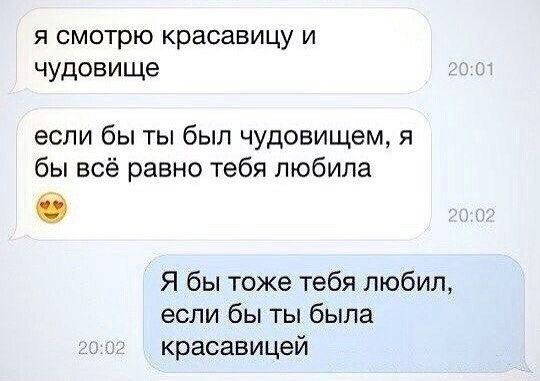 я смотрю красавицу и
чудовище
20:01
если бы ты был чудовищем, я
бы всё равно тебя любила
😍
20:02
Я бы тоже тебя любил,
если бы ты была
20:02 красавицей